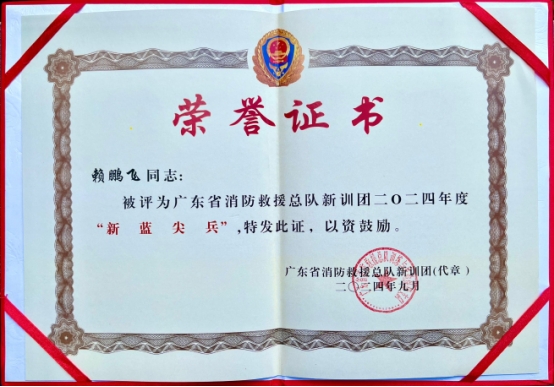 荣誉证书
赖鹏飞同志:
被评为广东省消防救援总队新训团二〇二四年度
“新蓝尖兵”,特发此证,以资鼓励。
广东省消防救援总队新训团(代章)
二〇二四年九月